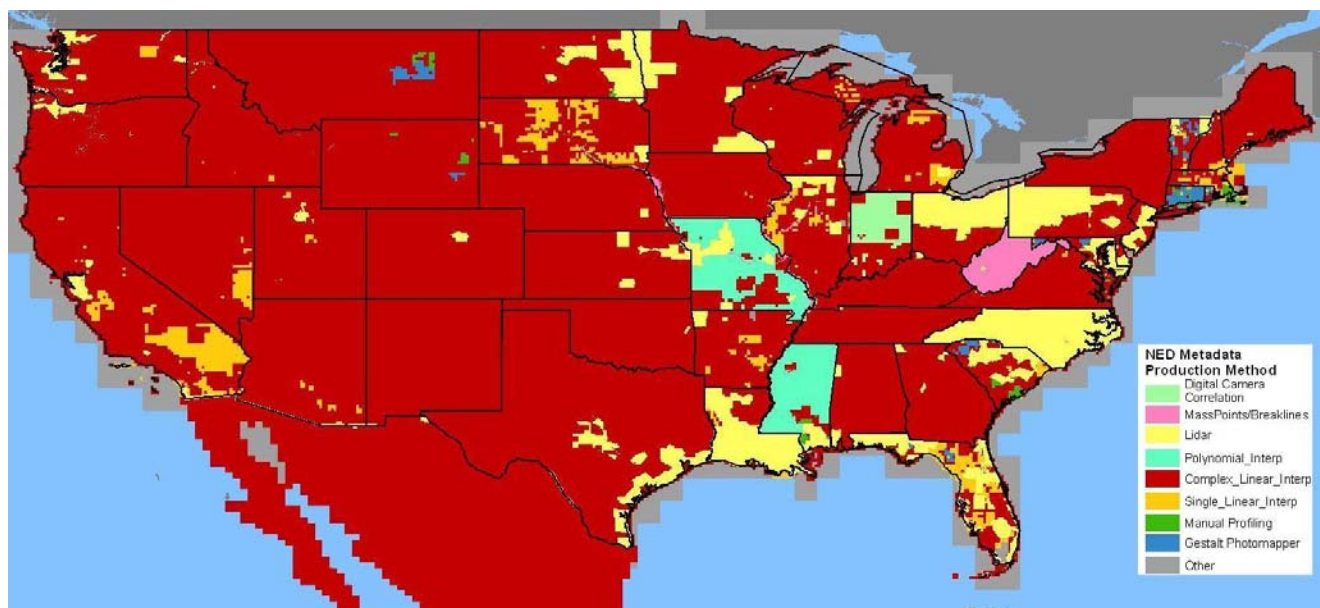 NED Metadata
Production Method
Digital Camera
Correlation
MassPoints/Breaklines
Lidar
Polynomial_Interp
Complex_Linear_Interp
Single_Linear_Interp
Manual Profiling
Gestalt Photomapper
Other